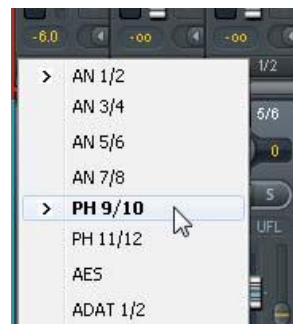 -6.0 -oo -oo
> AN 1/2 1/2
AN 3/4
5/6
AN 5/6
0
AN 7/8
S
> PH 9/10
UFL
PH 11/12
AES
ADAT 1/2